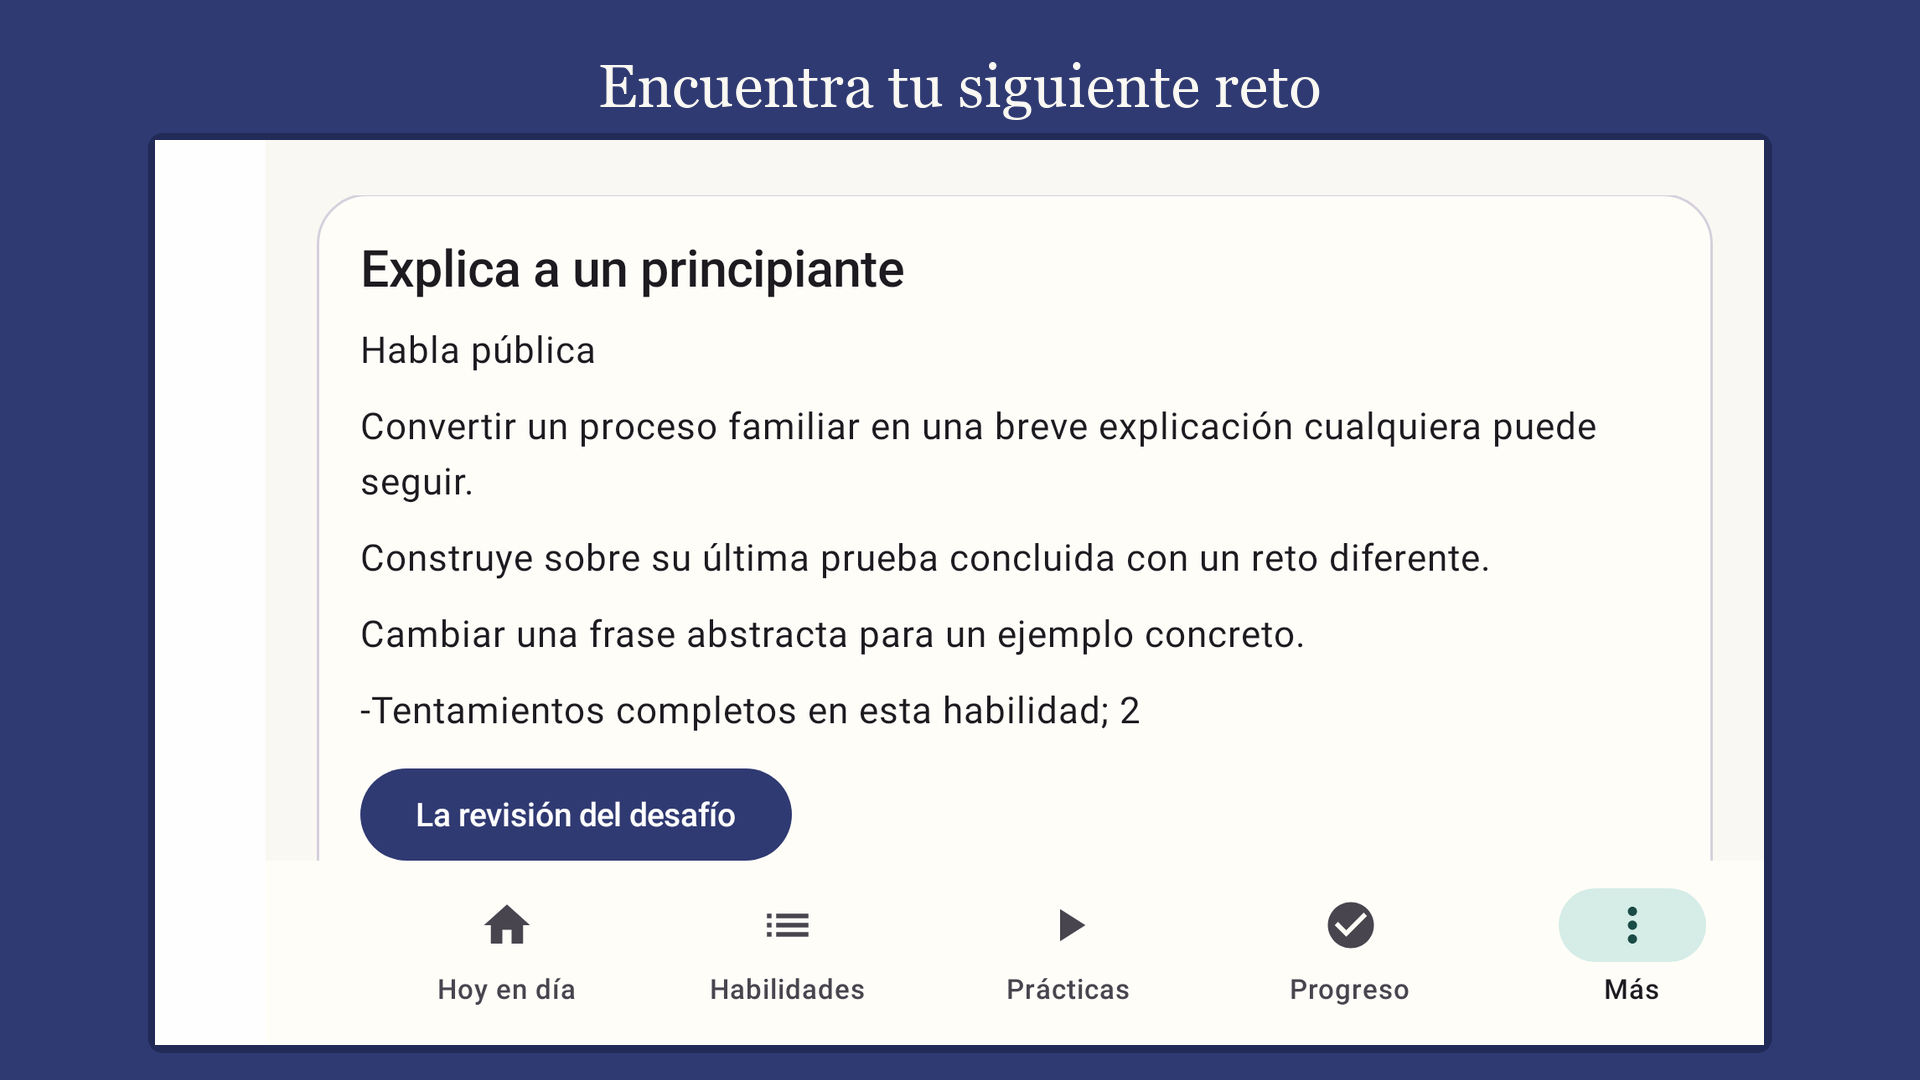 Encuentra tu siguiente reto
Explica a un principiante
Habla pública
Convertir un proceso familiar en una breve explicación cualquiera puede
seguir.
Construye sobre su última prueba concluida con un reto diferente.
Cambiar una frase abstracta para un ejemplo concreto.
-Tentamientos completos en esta habilidad; 2
La revisión del desafío
Hoy en día
Habilidades
Prácticas
Progreso
Más